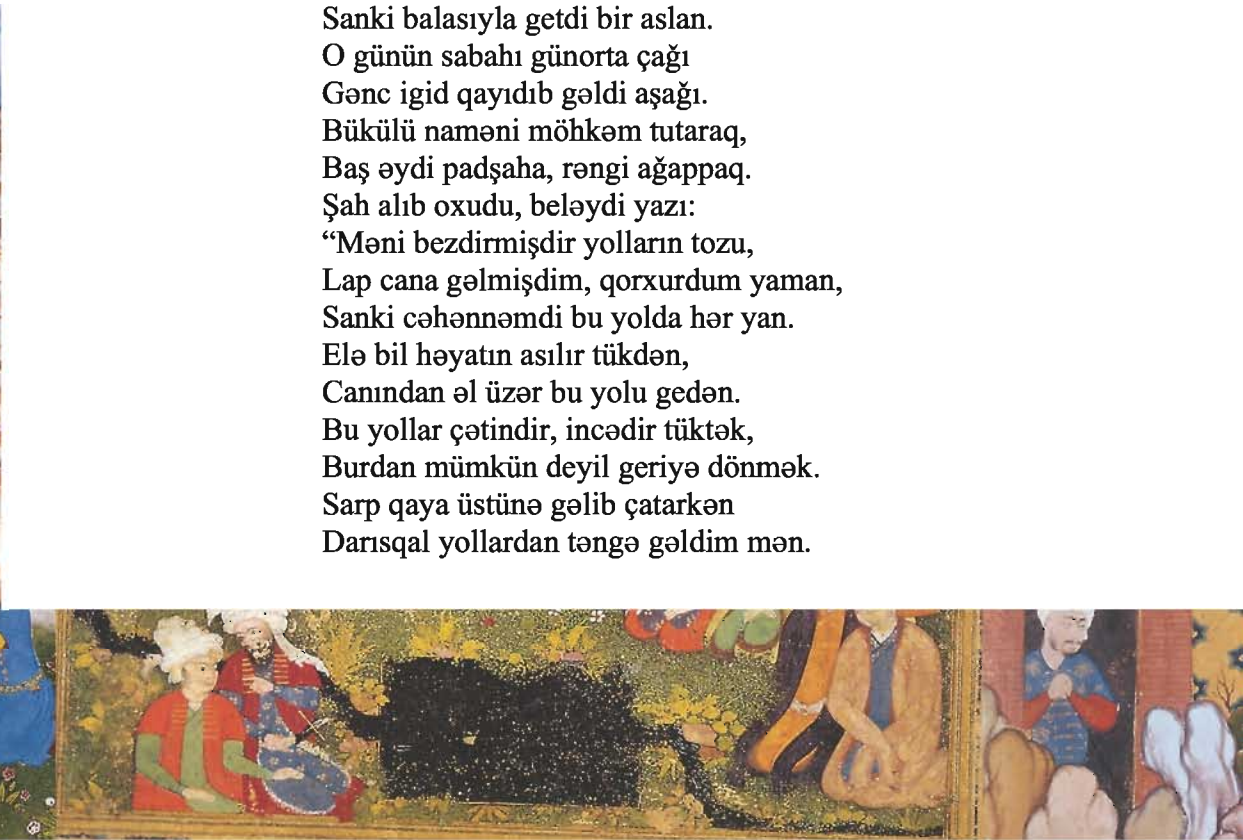 Sanki balasıyla getdi bir aslan.
O günün sabahı günorta çağı
Gənc igid qayıdıb gəldi aşağı.
Bükülü naməni möhkəm tutaraq,
Baş əydi padşaha, rəngi ağappaq.
Şah alıb oxudu, beləydi yazı:
“Məni bezdirmişdir yolların tozu,
Lap cana gəlmişdim, qorxurdum yaman,
Sanki cəhənnəmdi bu yolda hər yan.
Elə bil həyatın asılır tükdən,
Canından əl üzər bu yolu gedən.
Bu yollar çətindir, incədir tüktək,
Burdan mümkün deyil geriyə dönmək.
Sarp qaya üstünə gəlib çatarkən
Darısqal yollardan təngə gəldim mən.